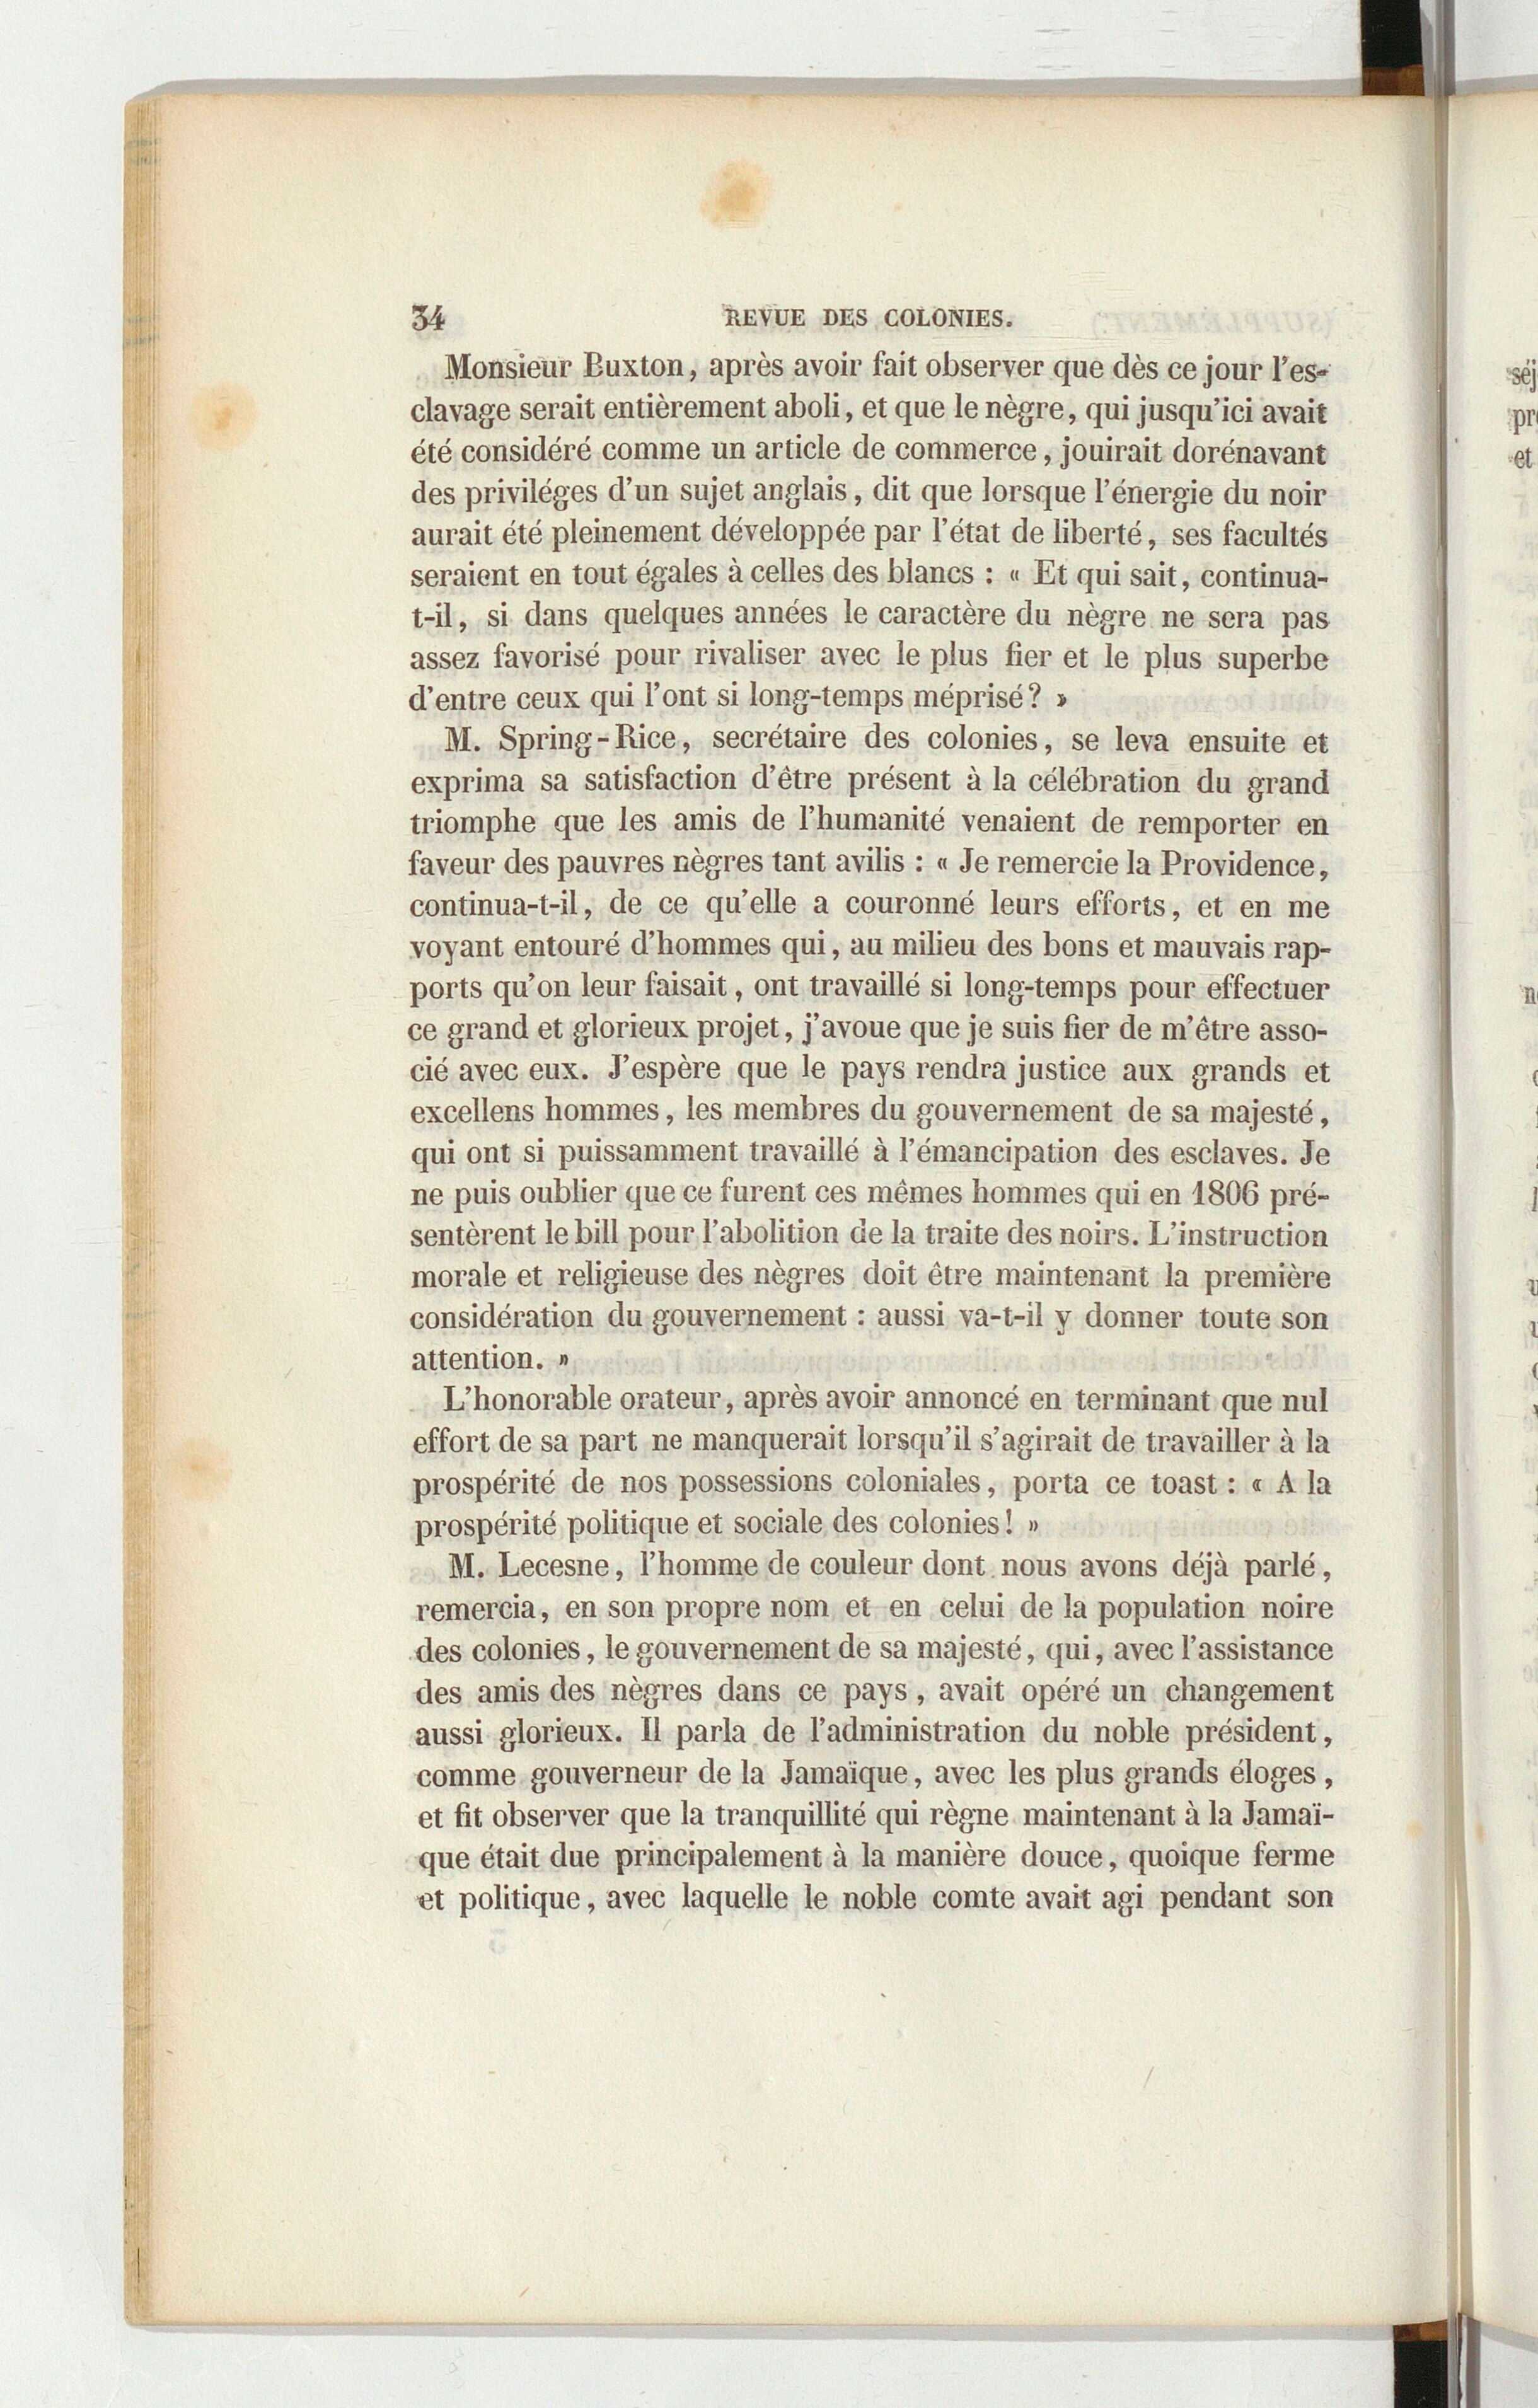 34 REVUE DES COLONIES.
Monsieur Buxton, après avoir fait observer que dès ce jour l'es-
clavage serait entièrement aboli, et que le nègre, qui jusqu'ici avait
été considéré comme un article de commerce, jouirait dorénavant
des priviléges d'un sujet anglais, dit que lorsque l'énergie du noir
aurait été pleinement développée par l'état de liberté, ses facultés
seraient en tout égales à celles des blancs : « Et qui sait, continua-
t-il, si dans quelques années le caractère du nègre ne sera pas
assez favorisé pour rivaliser avec le plus fier et le plus superbe
d'entre ceux qui l'ont si long-temps méprisé? »
M. Spring-Rice, secrétaire des colonies, se leva ensuite et
exprima sa satisfaction d'être présent à la célébration du grand
triomphe que les amis de l'humanité venaient de remporter en
faveur des pauvres nègres tant avilis : « Je remercie la Providence,
continua-t-il, de ce qu'elle a couronné leurs efforts, et en me
voyant entouré d'hommes qui, au milieu des bons et mauvais rap-
ports qu'on leur faisait, ont travaillé si long-temps pour effectuer
ce grand et glorieux projet, j'avoue que je suis fier de m'être asso-
cié avec eux. J'espère que le pays rendra justice aux grands et
excellens hommes, les membres du gouvernement de sa majesté,
qui ont si puissamment travaillé à l'émancipation des esclaves. Je
ne puis oublier que ce furent ces mêmes hommes qui en 1806 pré-
sentèrent le bill pour l'abolition de la traite des noirs. L'instruction
morale et religieuse des nègres doit être maintenant la première
considération du gouvernement : aussi va-t-il y donner toute son
attention. »
L'honorable orateur, après avoir annoncé en terminant que nul
effort de sa part ne manquerait lorsqu'il s'agirait de travailler à la
prospérité de nos possessions coloniales, porta ce toast : « A la
prospérité politique et sociale des colonies! »
M. Lecesne, l'homme de couleur dont nous avons déjà parlé,
remercia, en son propre nom et en celui de la population noire
des colonies, le gouvernement de sa majesté, qui, avec l'assistance
des amis des nègres dans ce pays, avait opéré un changement
aussi glorieux. Il parla de l'administration du noble président,
comme gouverneur de la Jamaïque, avec les plus grands éloges,
et fit observer que la tranquillité qui règne maintenant à la Jamaï-
que était due principalement à la manière douce, quoique ferme
et politique, avec laquelle le noble comte avait agi pendant son
séj
pr
et